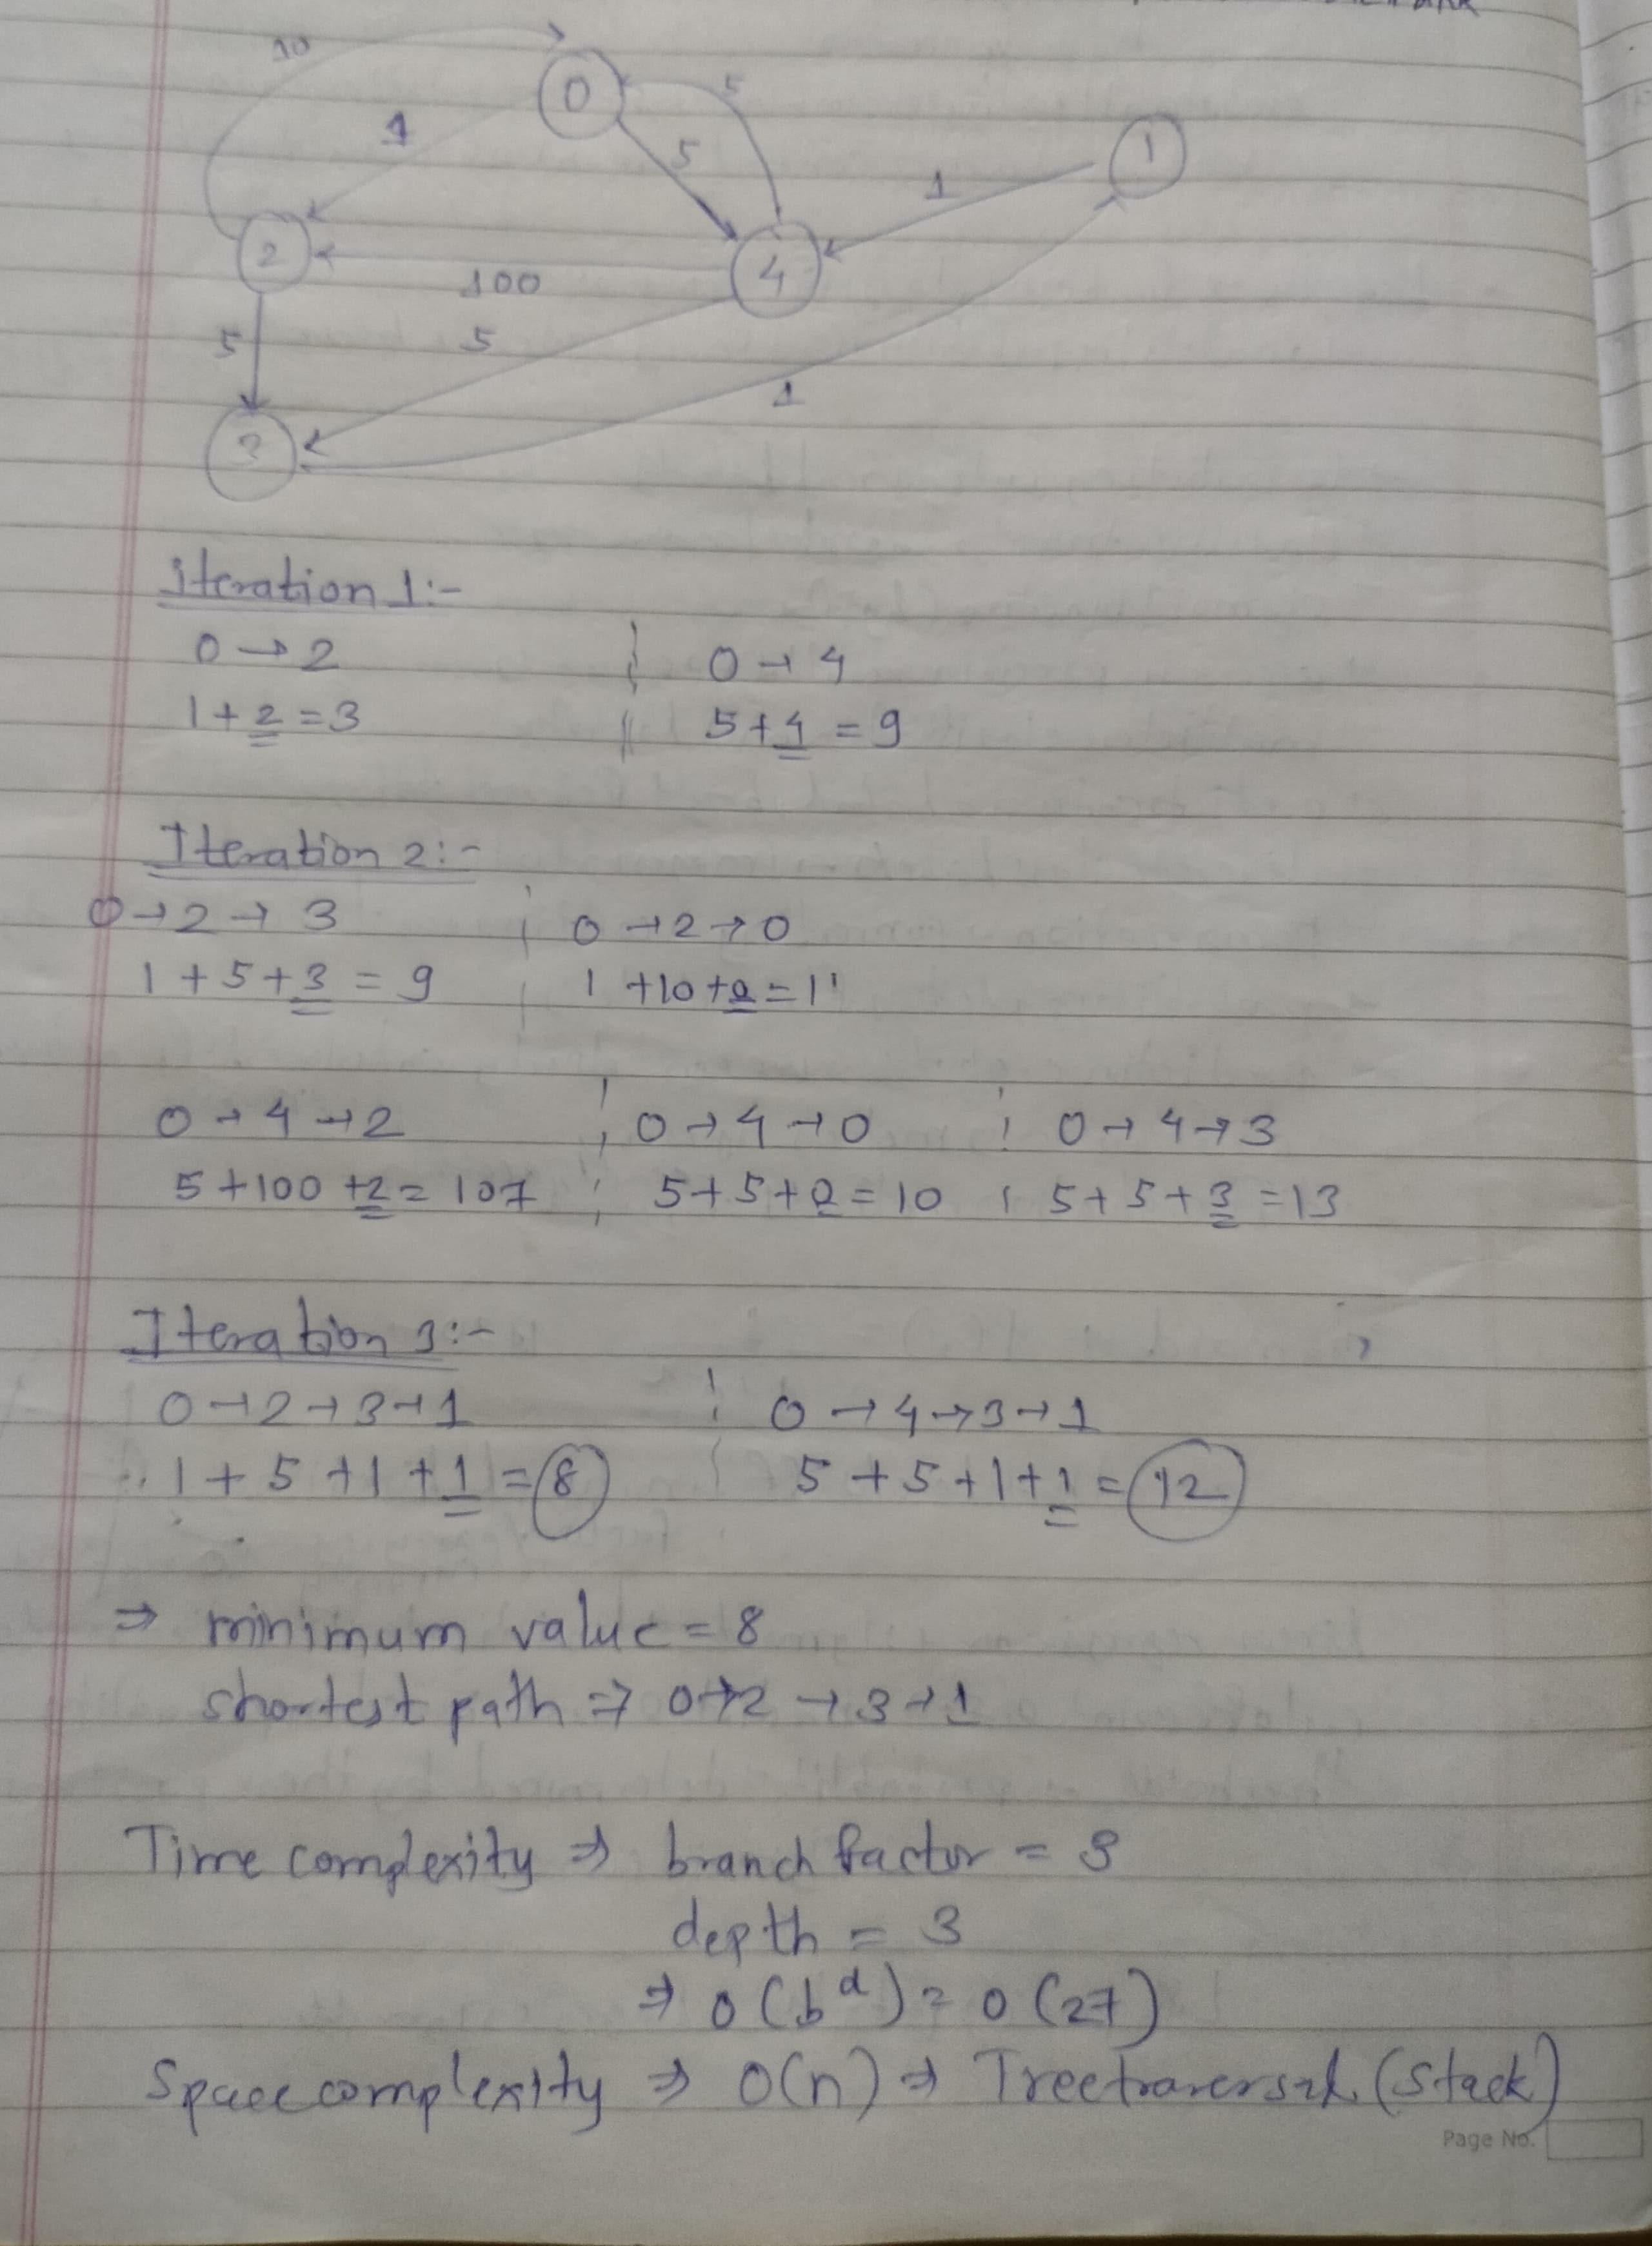 10
0
5
1
5
1
1
2
100
4
5
5
1
3
Iteration 1:-
0 → 2 ¦ 0 → 4
1 + 2 = 3 ¦ 5 + 4 = 9
Iteration 2:-
0 → 2 → 3 ¦ 0 → 2 → 0
1 + 5 + 3 = 9 ¦ 1 + 10 + 0 = 11
0 → 4 → 2 ¦ 0 → 4 → 0 ¦ 0 → 4 → 3
5 + 100 + 2 = 107 ¦ 5 + 5 + 0 = 10 ¦ 5 + 5 + 3 = 13
Iteration 3:-
0 → 2 → 3 → 1 ¦ 0 → 4 → 3 → 1
1 + 5 + 1 + 1 = 8 ¦ 5 + 5 + 1 + 1 = 12
⇒ minimum value = 8
shortest path ⇒ 0 → 2 → 3 → 1
Time complexity ⇒ branch factor = 3
depth = 3
⇒ O(b^d) = O(27)
Space complexity ⇒ O(n) ⇒ Tree traversal (Stack)
Page No.